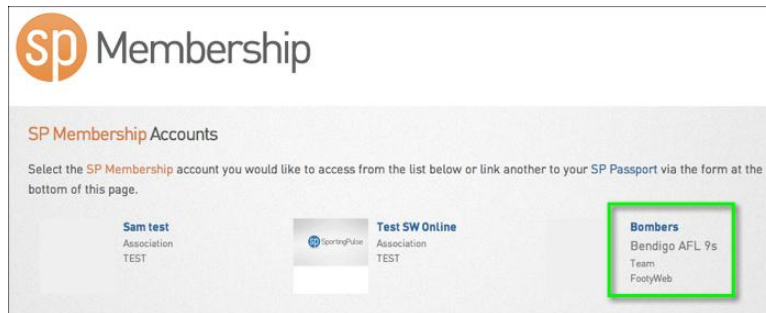 sp Membership
SP Membership Accounts
Select the SP Membership account you would like to access from the list below or link another to your SP Passport via the form at the
bottom of this page.
Sam test
Association
TEST
sp SportingPulse
Test SW Online
Association
TEST
Bombers
Bendigo AFL 9s
Team
FootyWeb